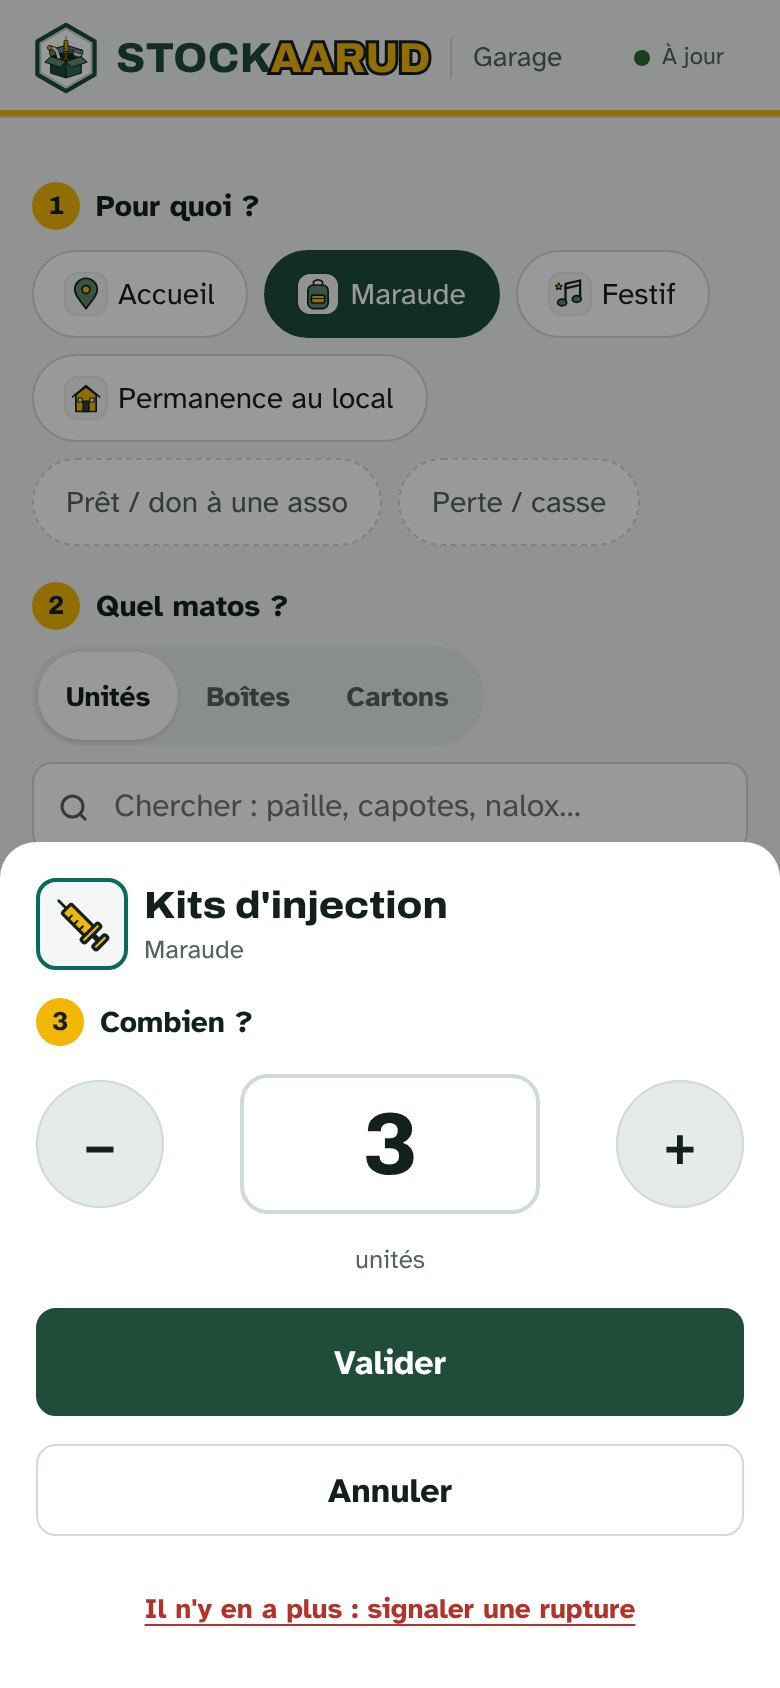 STOCKAARUD Garage À jour
1 Pour quoi ?
Accueil Maraude Festif
Permanence au local
Prêt / don à une asso Perte / casse
2 Quel matos ?
Unités Boîtes Cartons
Chercher : paille, capotes, nalox...
Kits d'injection
Maraude
3 Combien ?
− 3 +
unités
Valider
Annuler
Il n'y en a plus : signaler une rupture